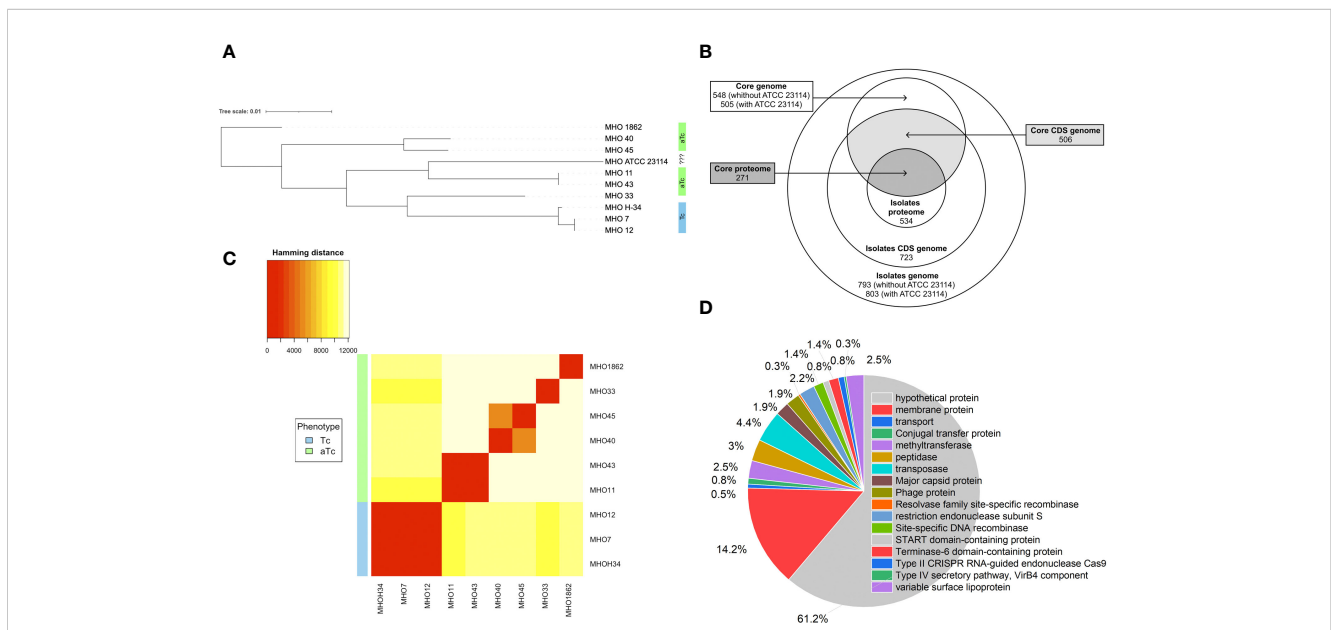 A
Tree scale: 0.01
MHO 1862
MHO 40
MHO 45
MHO ATCC 23114
MHO 11
MHO 43
MHO 33
MHO H-34
MHO 7
MHO 12
aTc
???
aTc
Tc
B
Core genome
548 (whithout ATCC 23114)
505 (with ATCC 23114)
Core CDS genome
506
Core proteome
271
Isolates
proteome
534
Isolates CDS genome
723
Isolates genome
793 (whithout ATCC 23114)
803 (with ATCC 23114)
C
Hamming distance
0 4000 8000 12000
Phenotype
Tc
aTc
MHO1862
MHO33
MHO45
MHO40
MHO43
MHO11
MHO12
MHO7
MHOH34
MHOH34
MHO7
MHO12
MHO11
MHO43
MHO40
MHO45
MHO33
MHO1862
D
61.2%
14.2%
0.5%
0.8%
2.5%
3%
4.4%
1.9%
1.9%
0.3%
2.2%
1.4%
0.8%
1.4%
0.8%
0.3%
2.5%
hypothetical protein
membrane protein
transport
Conjugal transfer protein
methyltransferase
peptidase
transposase
Major capsid protein
Phage protein
Resolvase family site-specific recombinase
restriction endonuclease subunit S
Site-specific DNA recombinase
START domain-containing protein
Terminase-6 domain-containing protein
Type II CRISPR RNA-guided endonuclease Cas9
Type IV secretory pathway, VirB4 component
variable surface lipoprotein